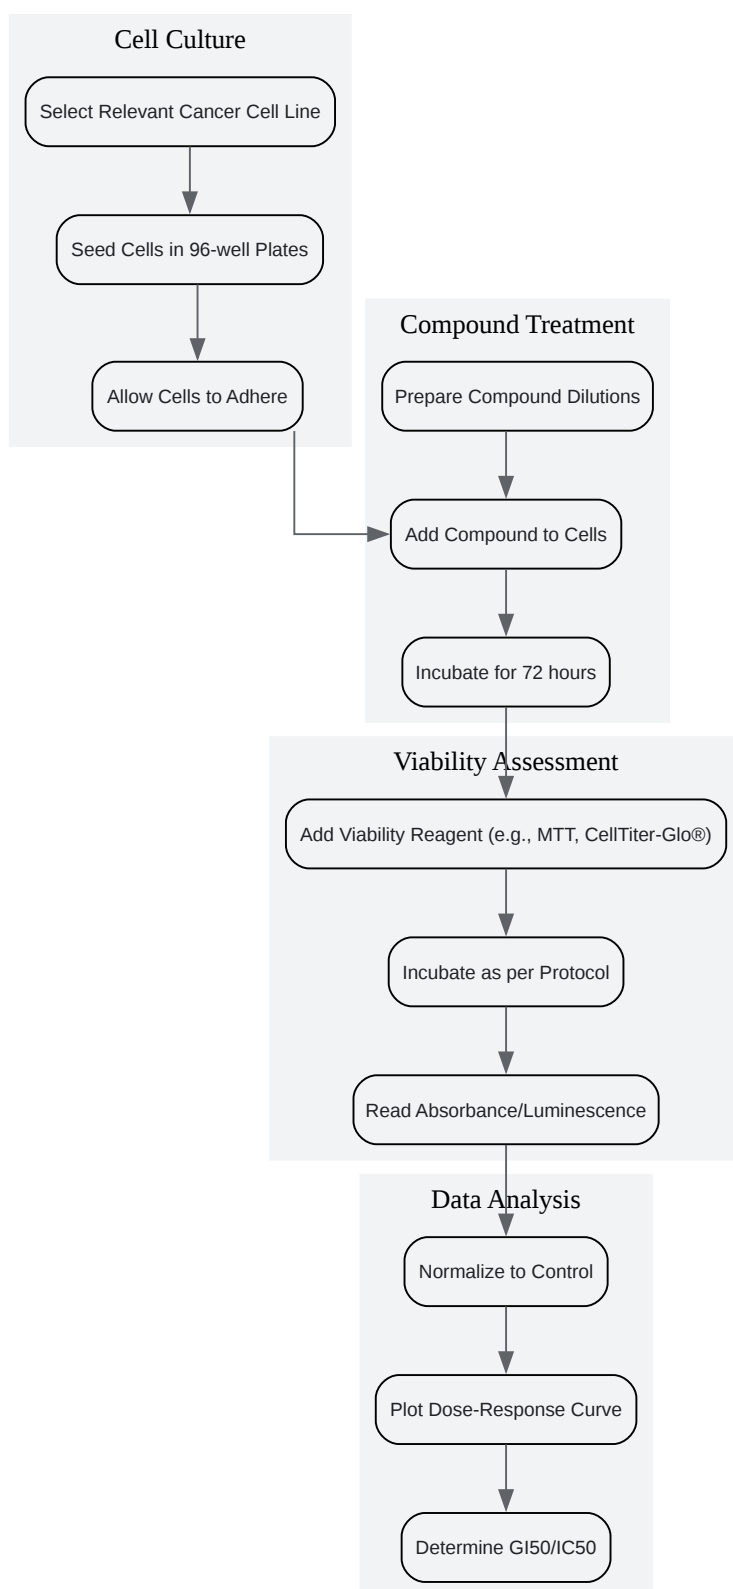 Cell Culture
Select Relevant Cancer Cell Line
Seed Cells in 96-well Plates
Allow Cells to Adhere
Compound Treatment
Prepare Compound Dilutions
Add Compound to Cells
Incubate for 72 hours
Viability Assessment
Add Viability Reagent (e.g., MTT, CellTiter-Glo®)
Incubate as per Protocol
Read Absorbance/Luminescence
Data Analysis
Normalize to Control
Plot Dose-Response Curve
Determine GI50/IC50